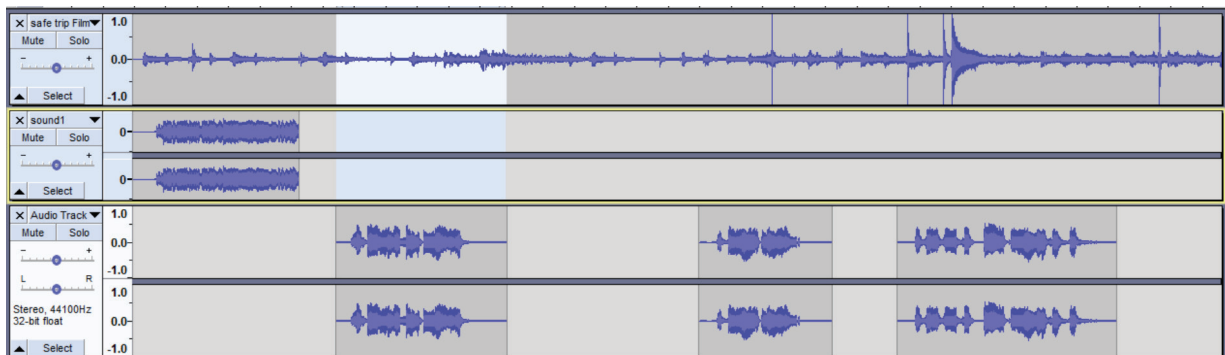 × safe trip Film▼ 1.0
Mute Solo
- + 0.0-
▲ Select -1.0
× sound1 ▼
Mute Solo 0-
- +
▲ Select 0-
× Audio Track ▼ 1.0
Mute Solo
- + 0.0-
L R -1.0
1.0
Stereo, 44100Hz
32-bit float 0.0-
▲ Select -1.0